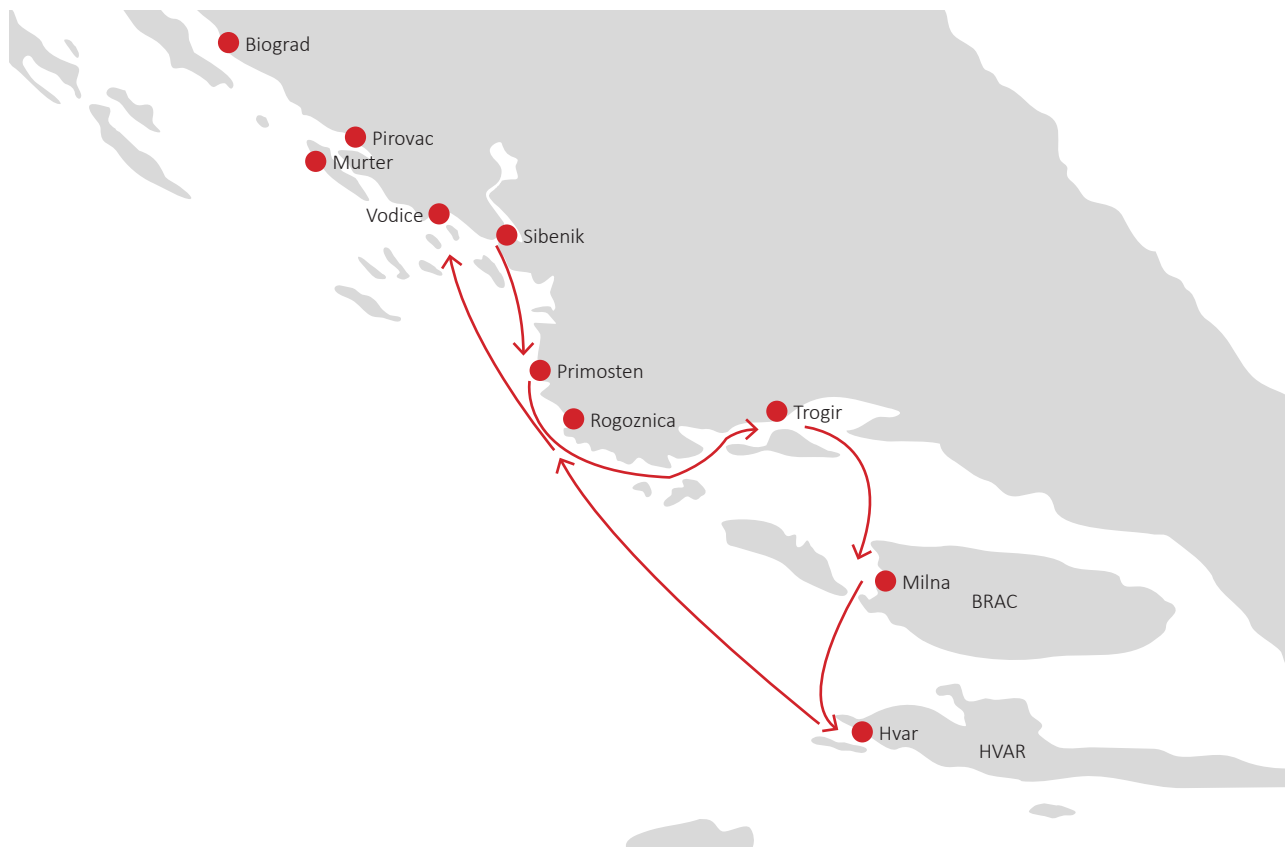 Biograd
Pirovac
Murter
Vodice
Sibenik
Primosten
Trogir
Rogoznica
Milna
BRAC
Hvar
HVAR